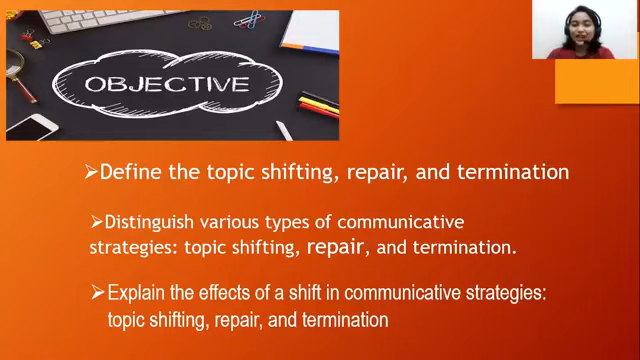 OBJECTIVE
➢Define the topic shifting, repair, and termination
➢Distinguish various types of communicative
strategies: topic shifting, repair, and termination.
➢Explain the effects of a shift in communicative strategies:
topic shifting, repair, and termination